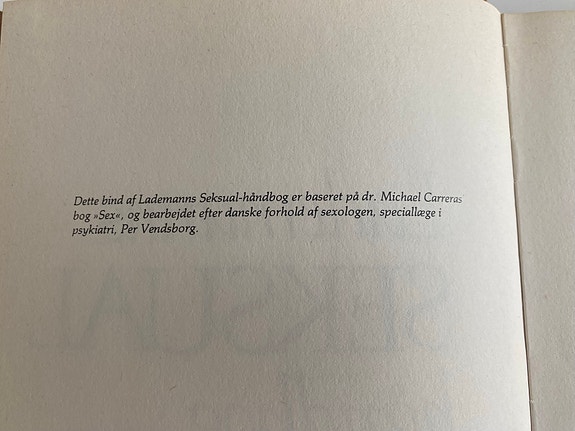 Dette bind af Lademanns Seksual-håndbog er baseret på dr. Michael Carreras
bog »Sex«, og bearbejdet efter danske forhold af sexologen, speciallæge i
psykiatri, Per Vendsborg.
SEKSUAL